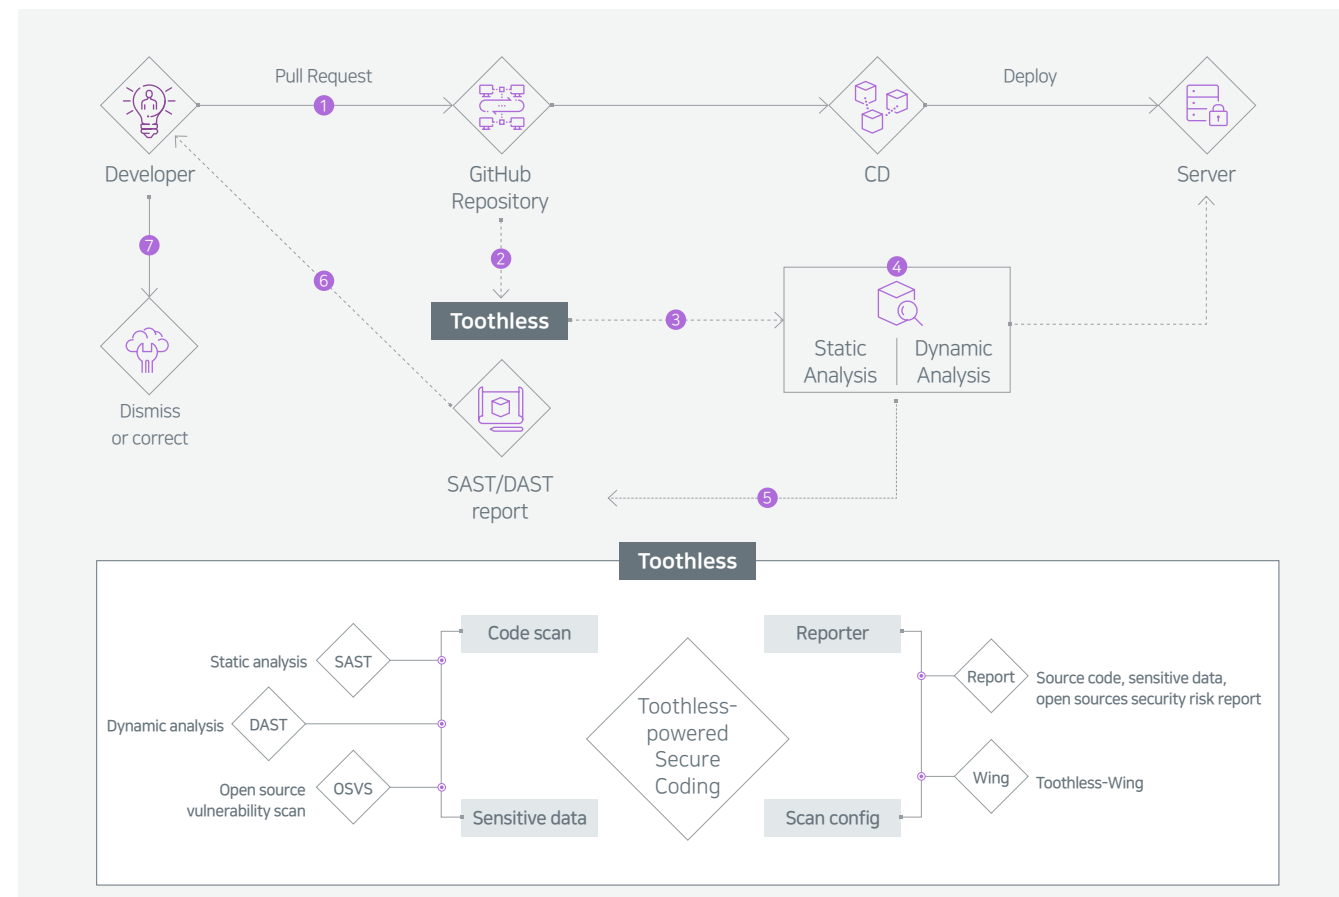 Pull Request
1
Deploy
Developer
GitHub
Repository
CD
Server
7
2
6
Toothless
3
4
Static
Analysis
Dynamic
Analysis
Dismiss
or correct
SAST/DAST
report
5
Toothless
Code scan
Static analysis
SAST
Dynamic analysis
DAST
Open source
vulnerability scan
OSVS
Sensitive data
Toothless-
powered
Secure
Coding
Reporter
Report
Source code, sensitive data,
open sources security risk report
Wing
Toothless-Wing
Scan config